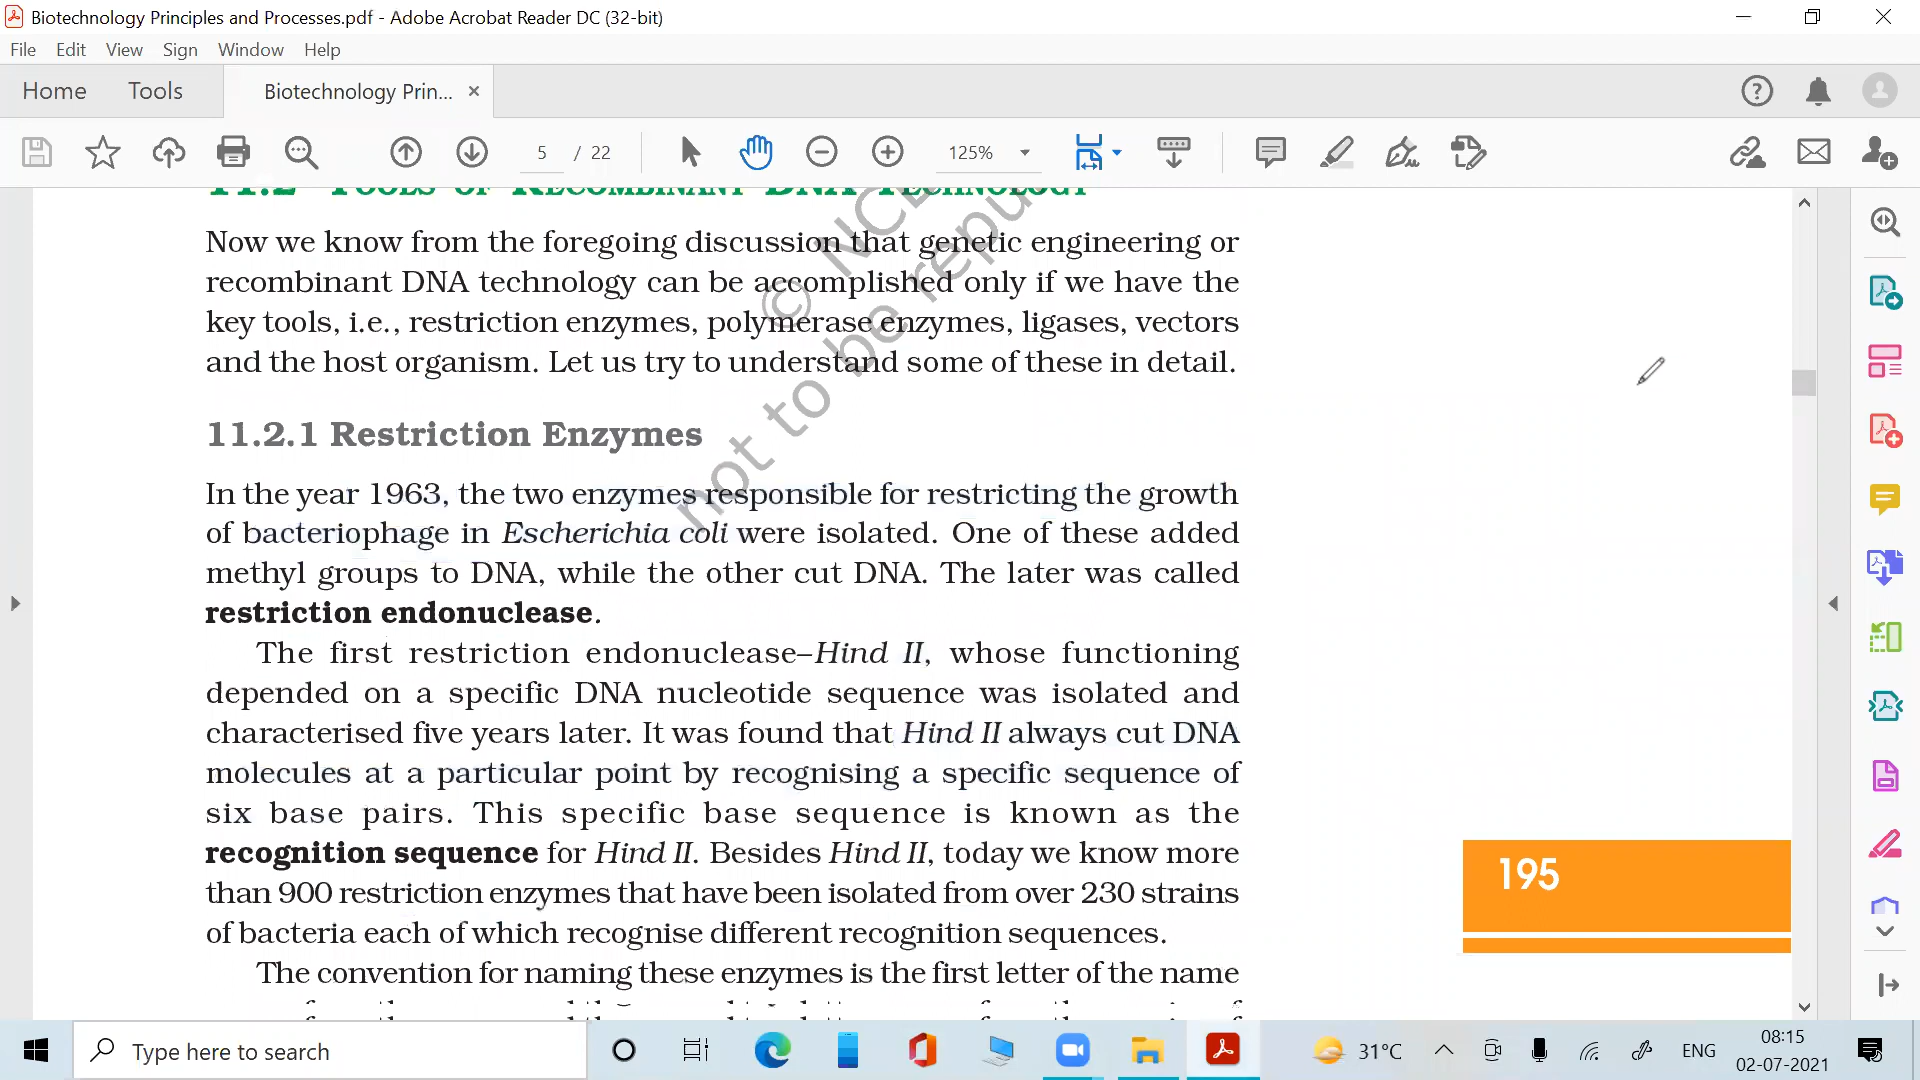 Biotechnology Principles and Processes.pdf - Adobe Acrobat Reader DC (32-bit)
File Edit View Sign Window Help
Home Tools Biotechnology Prin... ×
5 / 22 125%
11.2 TOOLS OF RECOMBINANT DNA TECHNOLOGY
Now we know from the foregoing discussion that genetic engineering or
recombinant DNA technology can be accomplished only if we have the
key tools, i.e., restriction enzymes, polymerase enzymes, ligases, vectors
and the host organism. Let us try to understand some of these in detail.
© NCE
not to be repu
11.2.1 Restriction Enzymes
In the year 1963, the two enzymes responsible for restricting the growth
of bacteriophage in Escherichia coli were isolated. One of these added
methyl groups to DNA, while the other cut DNA. The later was called
restriction endonuclease.
The first restriction endonuclease–Hind II, whose functioning
depended on a specific DNA nucleotide sequence was isolated and
characterised five years later. It was found that Hind II always cut DNA
molecules at a particular point by recognising a specific sequence of
six base pairs. This specific base sequence is known as the
recognition sequence for Hind II. Besides Hind II, today we know more
than 900 restriction enzymes that have been isolated from over 230 strains
of bacteria each of which recognise different recognition sequences.
The convention for naming these enzymes is the first letter of the name
195
Type here to search
31°C
ENG
08:15
02-07-2021